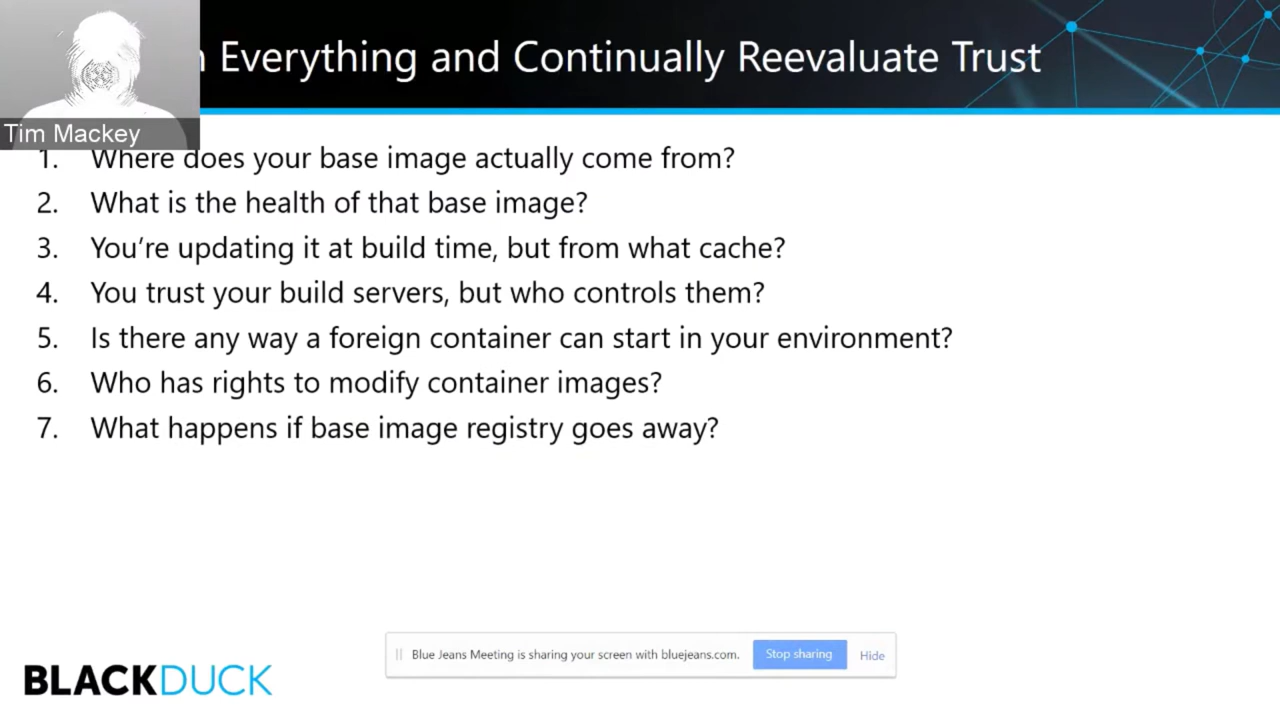 Everything and Continually Reevaluate Trust
Tim Mackey
1. Where does your base image actually come from?
2. What is the health of that base image?
3. You're updating it at build time, but from what cache?
4. You trust your build servers, but who controls them?
5. Is there any way a foreign container can start in your environment?
6. Who has rights to modify container images?
7. What happens if base image registry goes away?
Blue Jeans Meeting is sharing your screen with bluejeans.com. Stop sharing Hide
BLACKDUCK